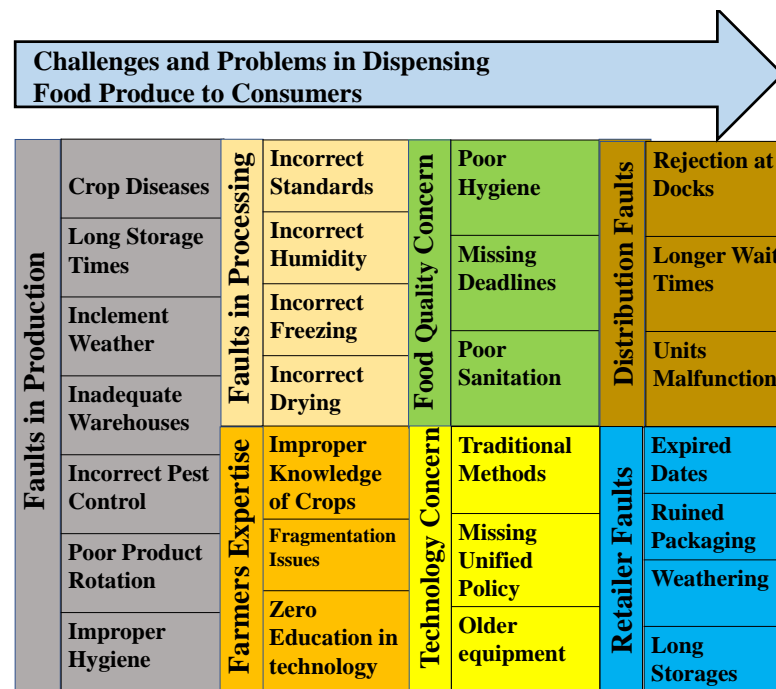 Challenges and Problems in Dispensing
Food Produce to Consumers
Faults in Production
Crop Diseases
Long Storage
Times
Inclement
Weather
Inadequate
Warehouses
Incorrect Pest
Control
Poor Product
Rotation
Improper
Hygiene
Faults in Processing
Incorrect
Standards
Incorrect
Humidity
Incorrect
Freezing
Incorrect
Drying
Farmers Expertise
Improper
Knowledge
of Crops
Fragmentation
Issues
Zero
Education in
technology
Food Quality Concern
Poor
Hygiene
Missing
Deadlines
Poor
Sanitation
Technology Concern
Traditional
Methods
Missing
Unified
Policy
Older
equipment
Distribution Faults
Rejection at
Docks
Longer Wait
Times
Units
Malfunction
Retailer Faults
Expired
Dates
Ruined
Packaging
Weathering
Long
Storages